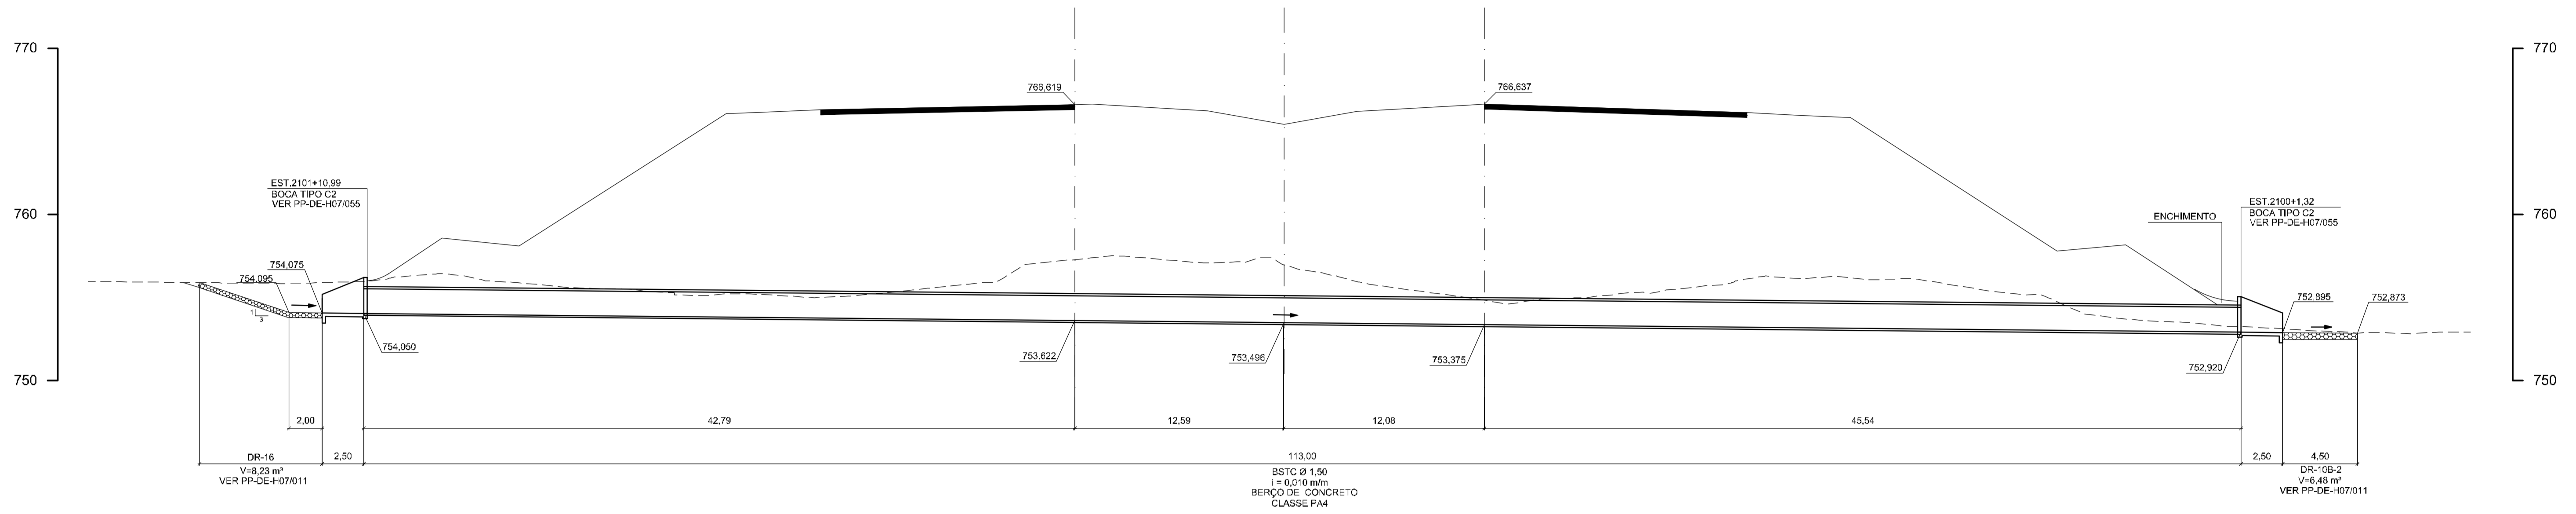 770
770
766,619
766,637
EST.2101+10,99
BOCA TIPO C2
VER PP-DE-H07/055
760
760
EST.2100+1,32
BOCA TIPO C2
VER PP-DE-H07/055
ENCHIMENTO
754,075
754,095
1
3
752,895
752,873
754,050
753,622
753,496
753,375
752,920
750
750
2,00
42,79
12,59
12,08
45,54
DR-16
2,50
113,00
2,50
4,50
V=8,23 m³
VER PP-DE-H07/011
BSTC Ø 1,50
i = 0,010 m/m
BERÇO DE CONCRETO
CLASSE PA4
DR-10B-2
V=6,48 m³
VER PP-DE-H07/011